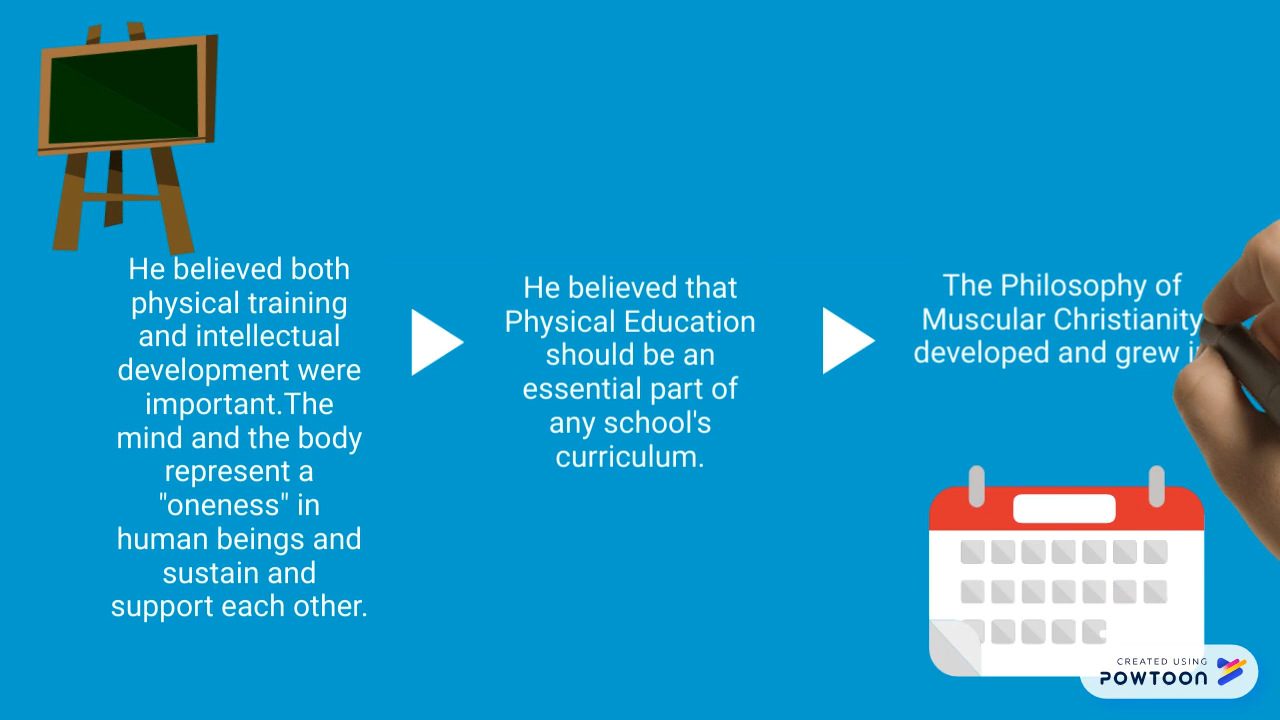 He believed both
physical training
and intellectual
development were
important.The
mind and the body
represent a
"oneness" in
human beings and
sustain and
support each other.
He believed that
Physical Education
should be an
essential part of
any school's
curriculum.
The Philosophy of
Muscular Christianity
developed and grew
CREATED USING
POWTOON